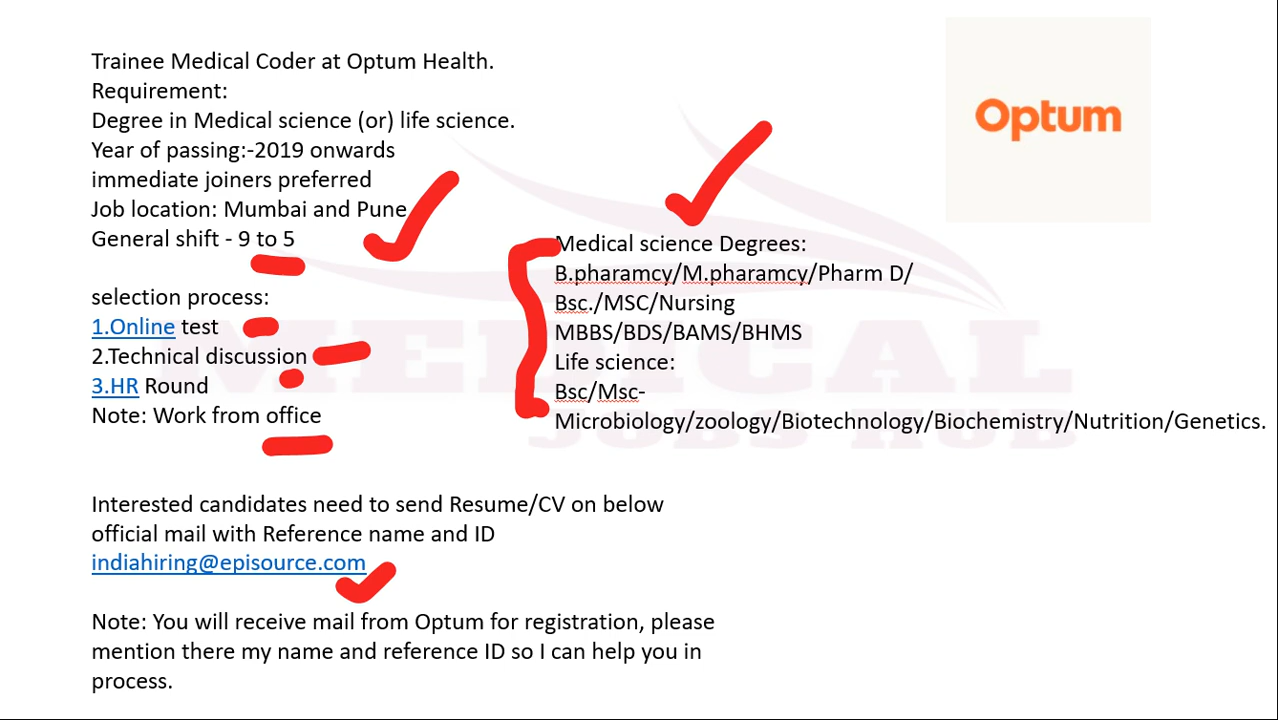 Optum
Trainee Medical Coder at Optum Health.
Requirement:
Degree in Medical science (or) life science.
Year of passing:-2019 onwards
immediate joiners preferred
Job location: Mumbai and Pune
General shift - 9 to 5
selection process:
1.Online test
2.Technical discussion
3.HR Round
Note: Work from office
Medical science Degrees:
B.pharamcy/M.pharamcy/Pharm D/
Bsc./MSC/Nursing
MBBS/BDS/BAMS/BHMS
Life science:
Bsc/Msc-
Microbiology/zoology/Biotechnology/Biochemistry/Nutrition/Genetics.
MEDICAL
JOBS HUB
Interested candidates need to send Resume/CV on below
official mail with Reference name and ID
indiahiring@episource.com
Note: You will receive mail from Optum for registration, please
mention there my name and reference ID so I can help you in
process.